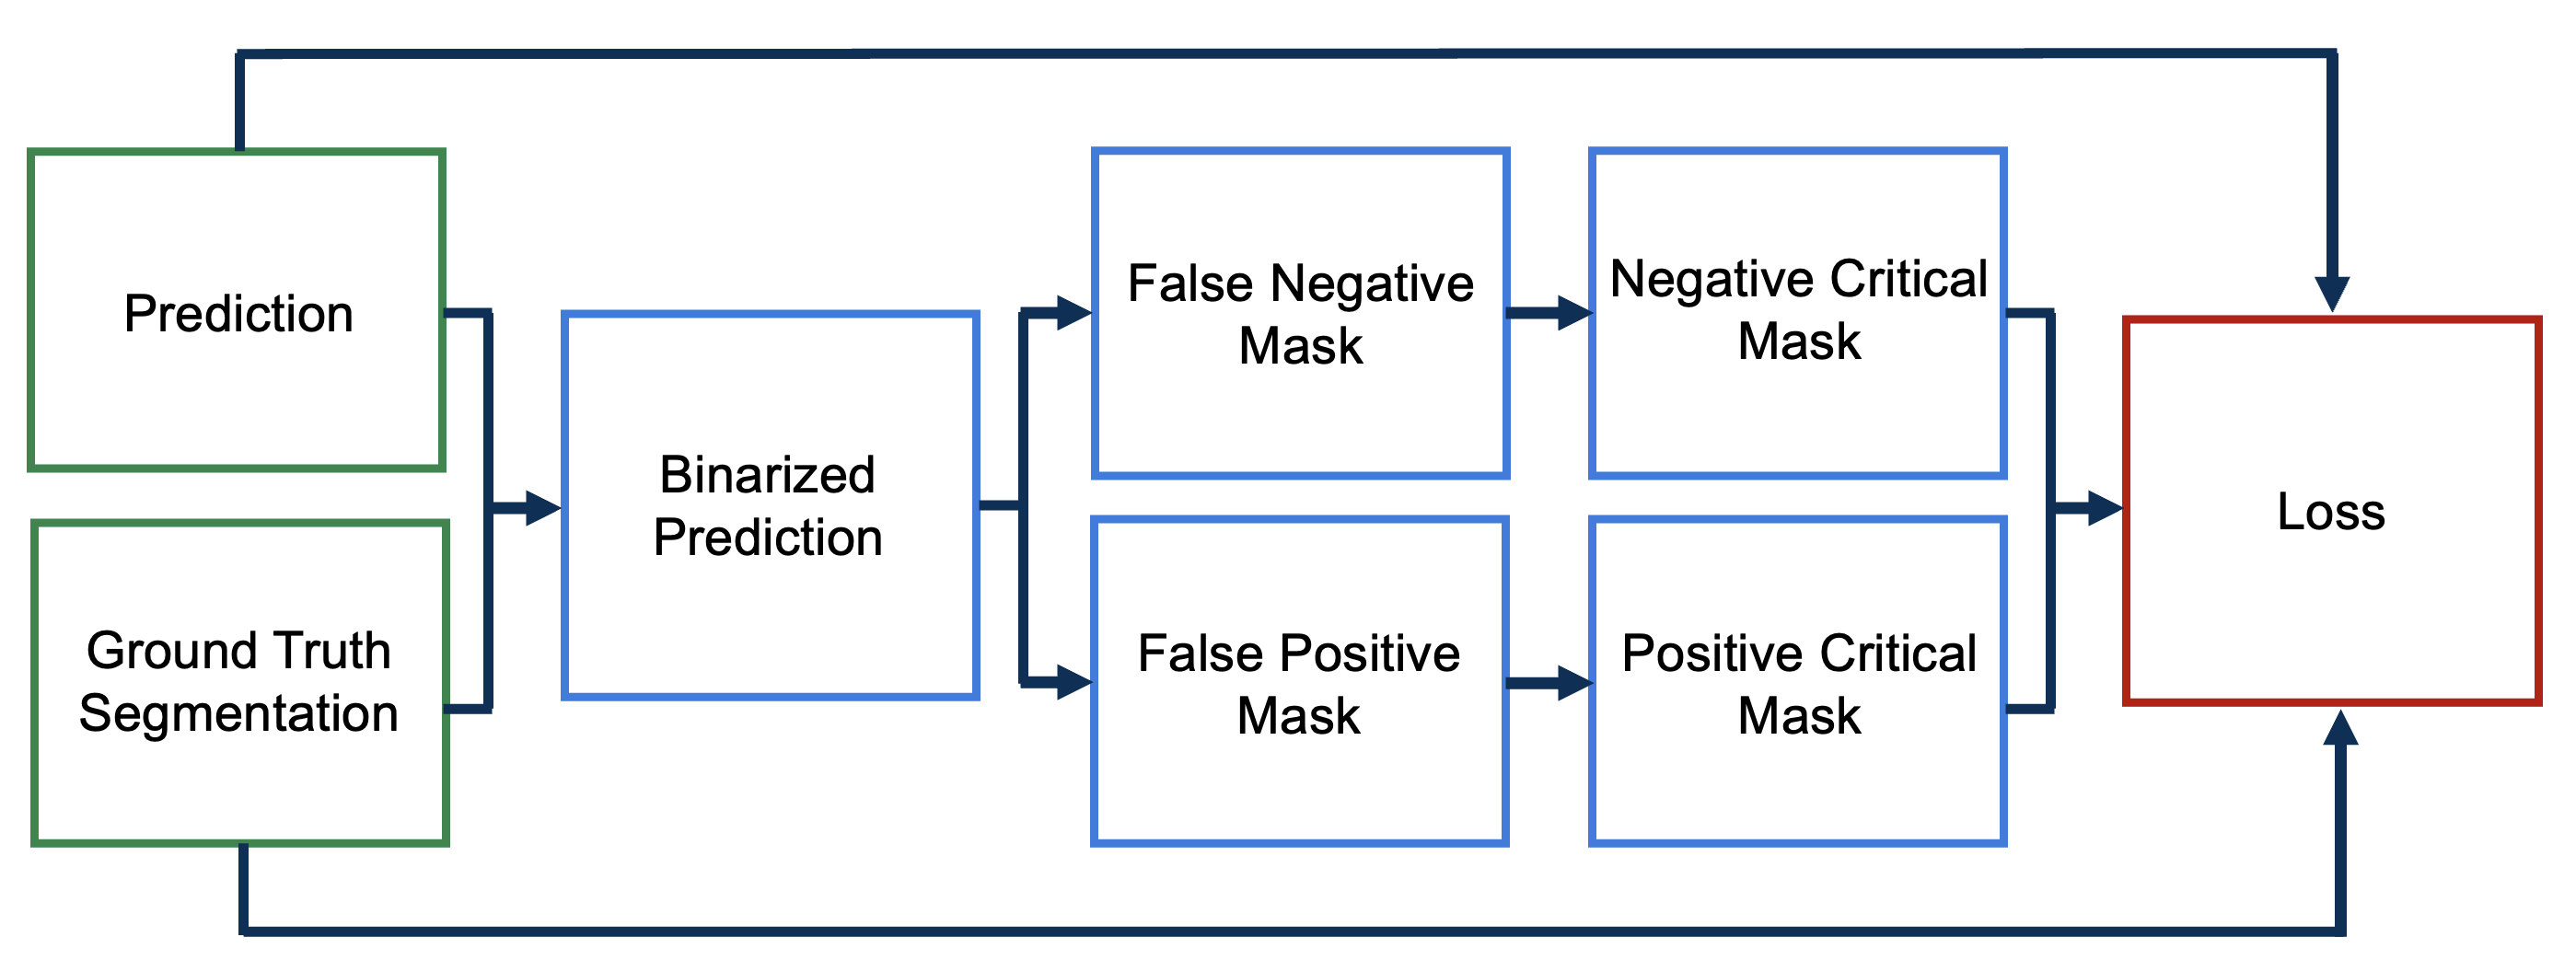 Prediction
Ground Truth
Segmentation
Binarized
Prediction
False Negative
Mask
False Positive
Mask
Negative Critical
Mask
Positive Critical
Mask
Loss